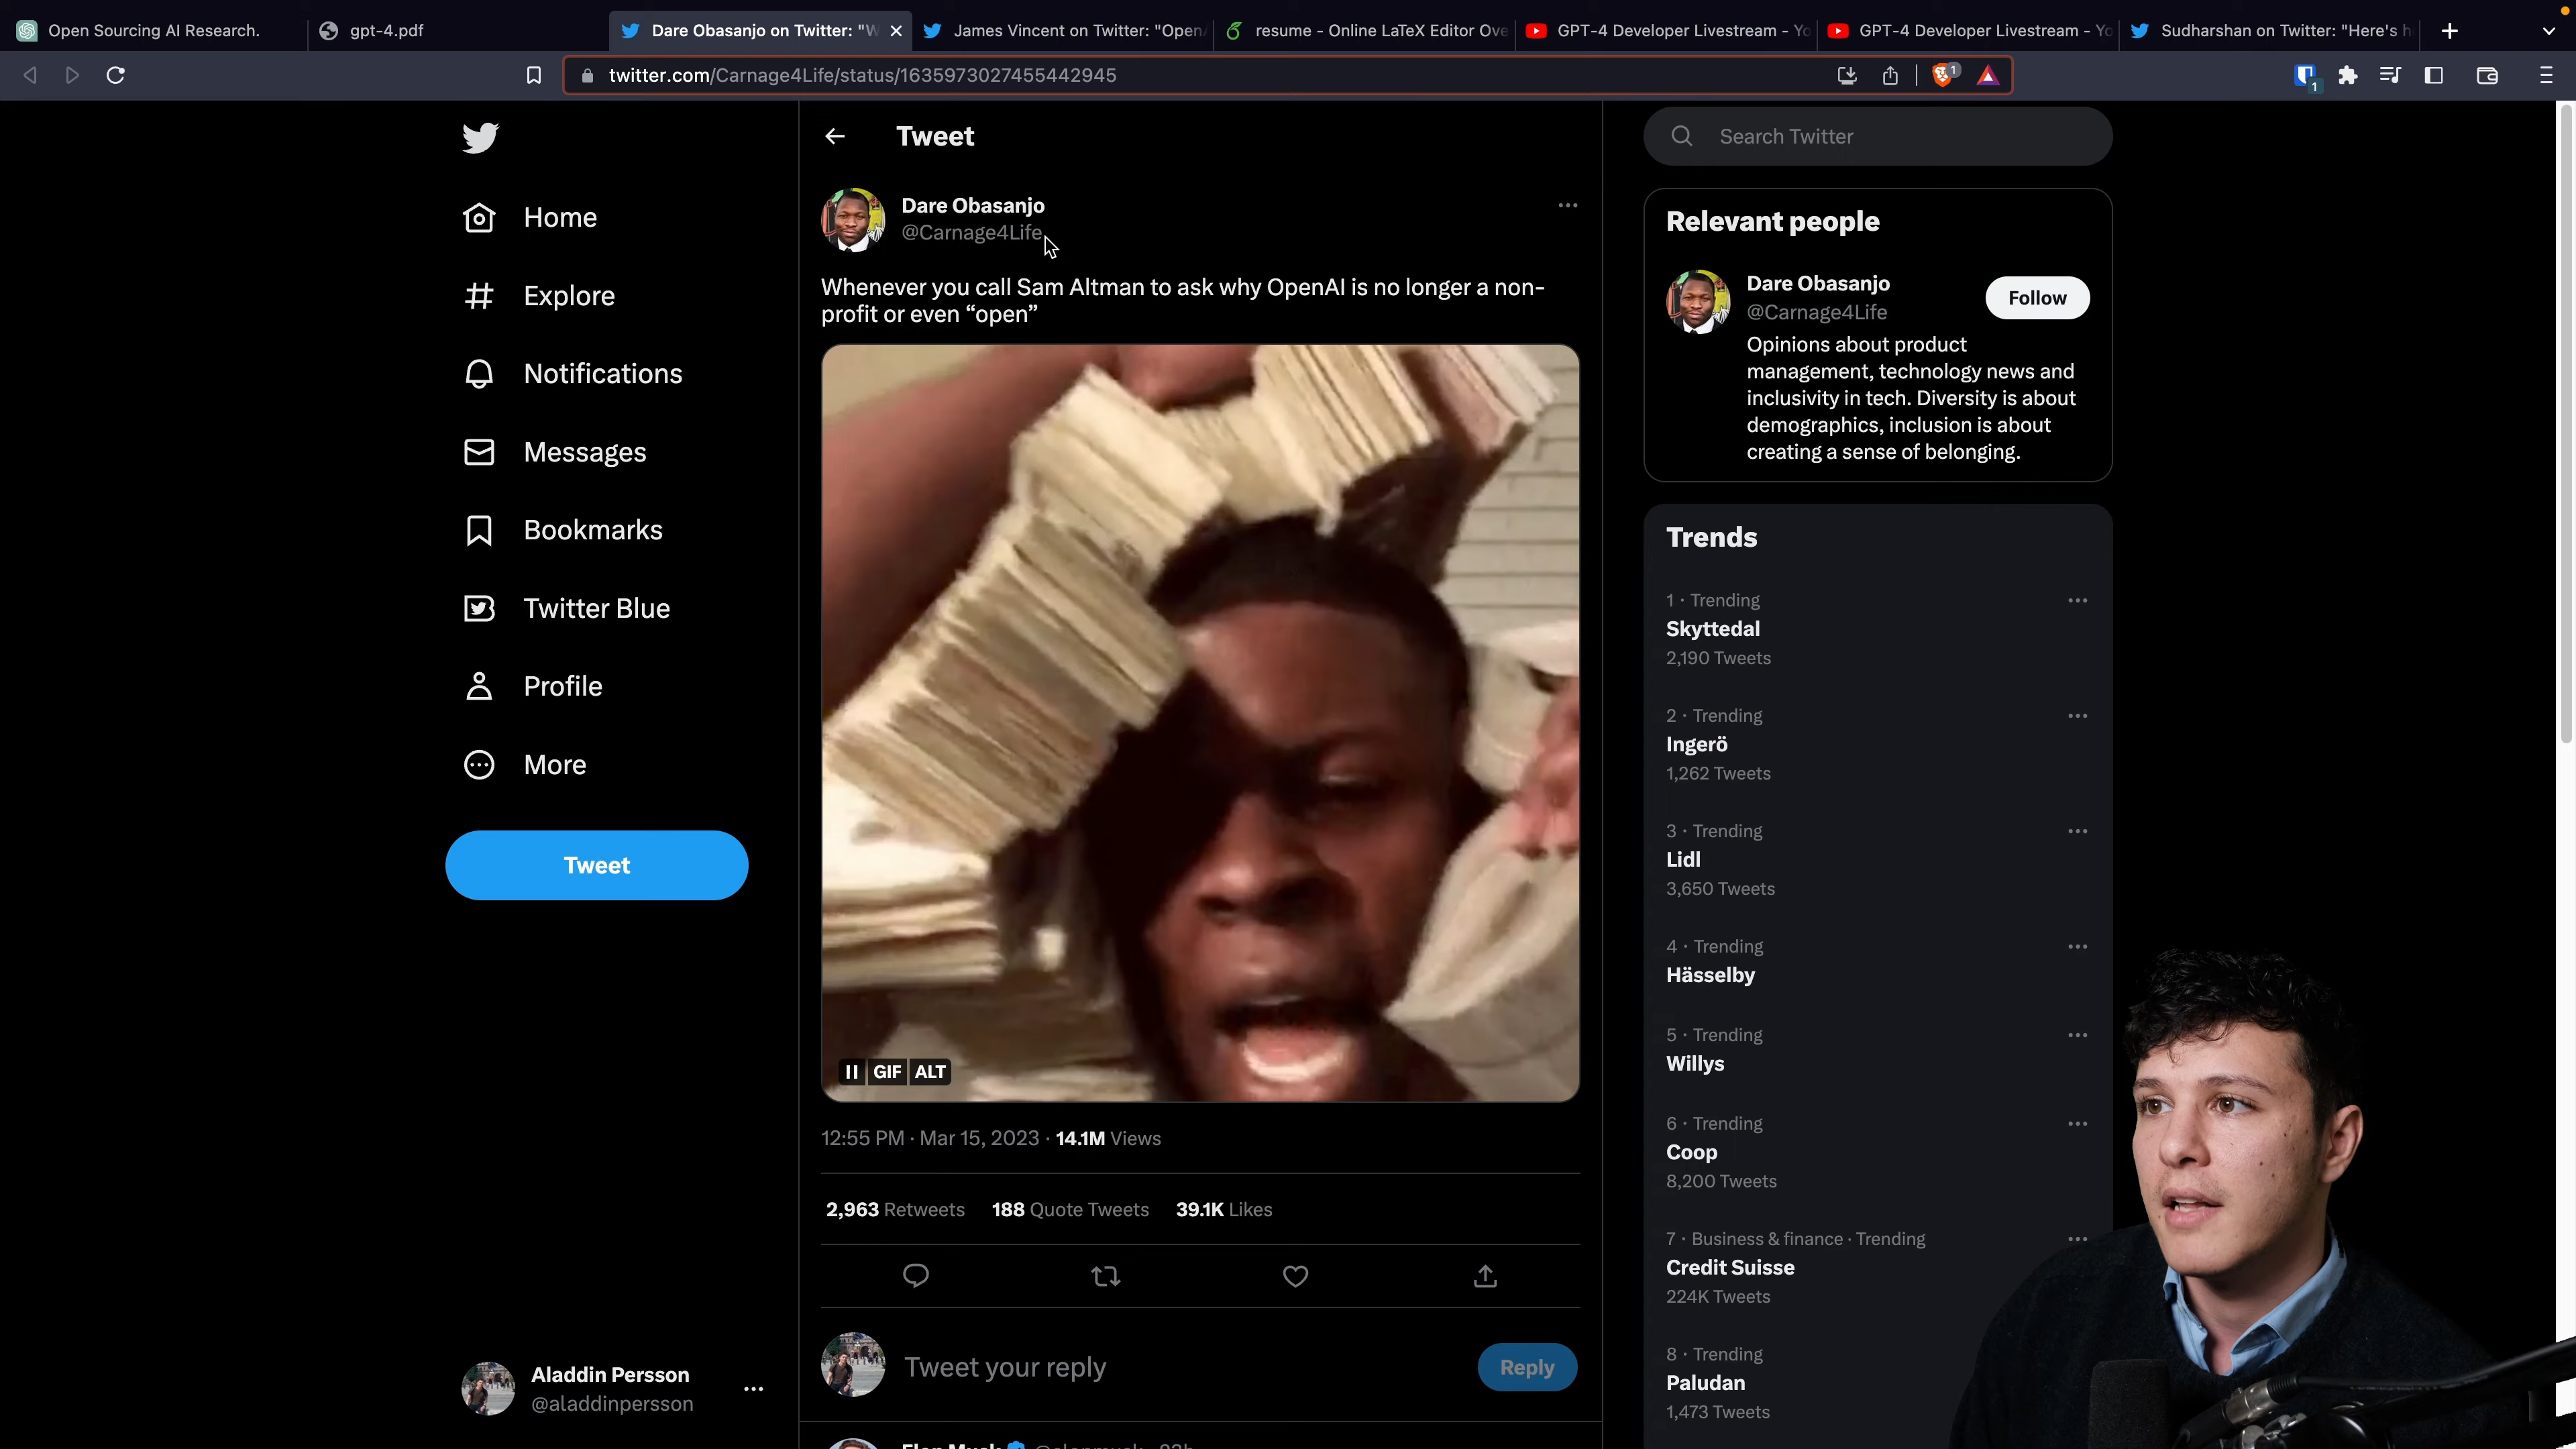 Open Sourcing AI Research.
gpt-4.pdf
Dare Obasanjo on Twitter: "W
James Vincent on Twitter: "Open
resume - Online LaTeX Editor Ove
GPT-4 Developer Livestream - Yo
GPT-4 Developer Livestream - Yo
Sudharshan on Twitter: "Here's h
twitter.com/Carnage4Life/status/1635973027455442945
1
1
Home
Explore
Notifications
Messages
Bookmarks
Twitter Blue
Profile
More
Tweet
Aladdin Persson
@aladdinpersson
Tweet
Dare Obasanjo
@Carnage4Life
Whenever you call Sam Altman to ask why OpenAI is no longer a non-
profit or even “open”
GIF ALT
12:55 PM · Mar 15, 2023 · 14.1M Views
2,963 Retweets 188 Quote Tweets 39.1K Likes
Tweet your reply
Reply
Search Twitter
Relevant people
Dare Obasanjo
@Carnage4Life
Follow
Opinions about product
management, technology news and
inclusivity in tech. Diversity is about
demographics, inclusion is about
creating a sense of belonging.
Trends
1 · Trending
Skyttedal
2,190 Tweets
2 · Trending
Ingerö
1,262 Tweets
3 · Trending
Lidl
3,650 Tweets
4 · Trending
Hässelby
5 · Trending
Willys
6 · Trending
Coop
8,200 Tweets
7 · Business & finance · Trending
Credit Suisse
224K Tweets
8 · Trending
Paludan
1,473 Tweets